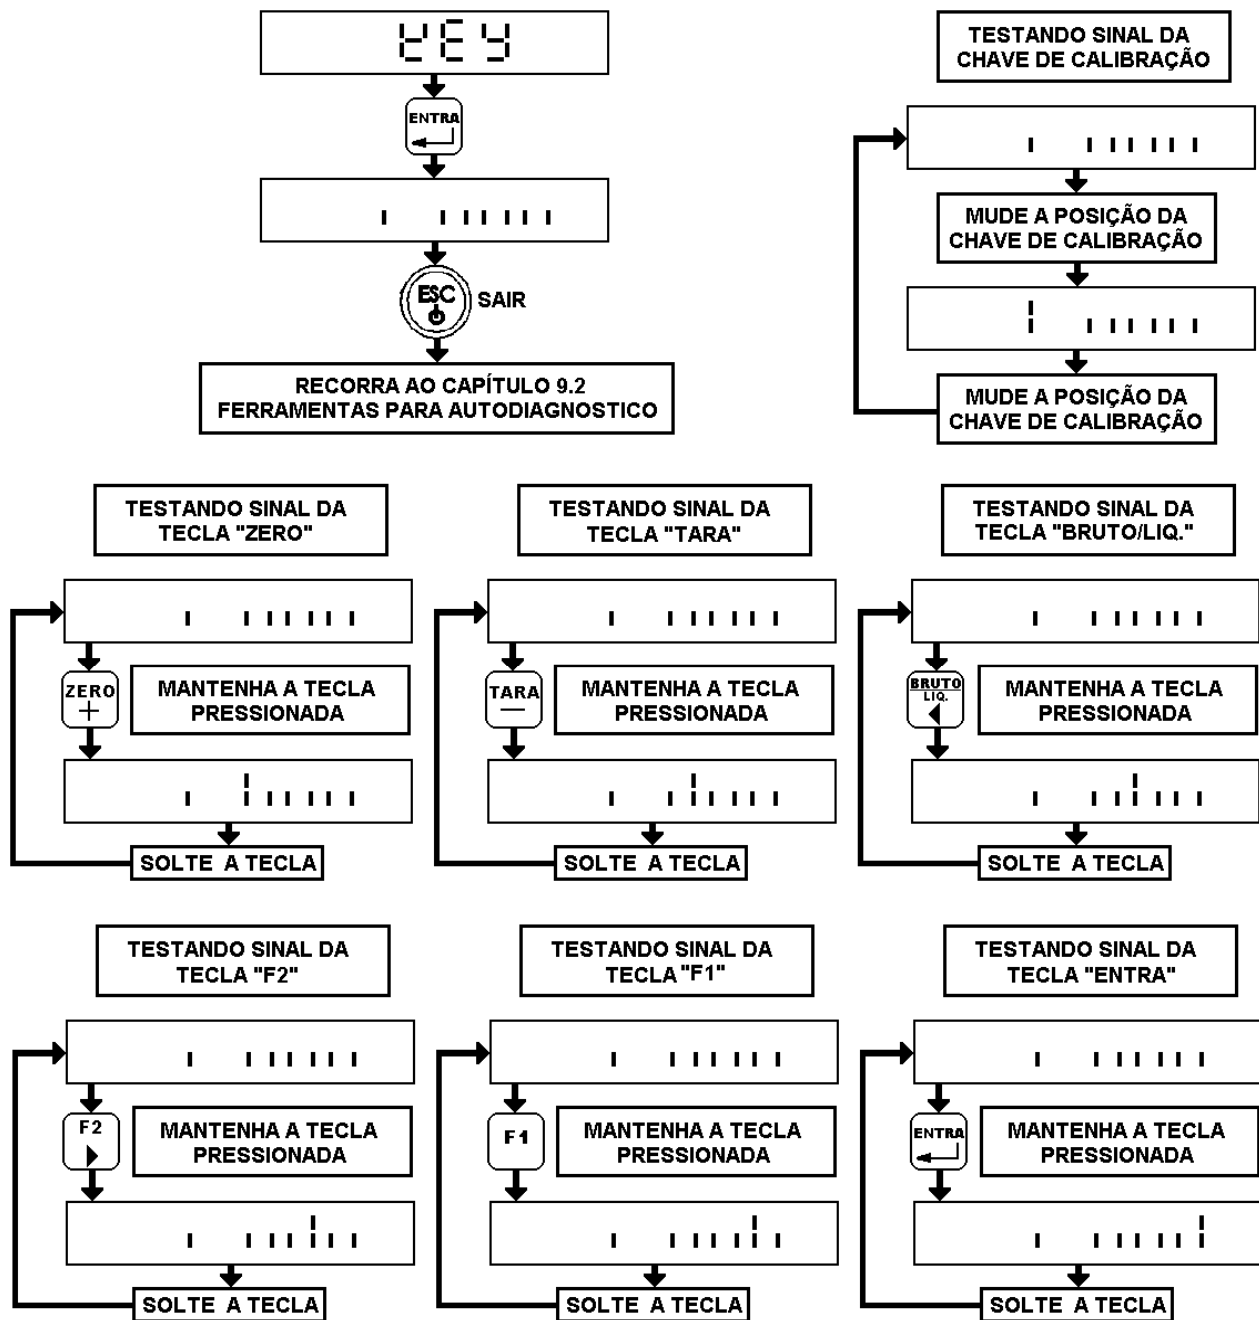 YEY
ENTRA
ESC
SAIR
RECORRA AO CAPÍTULO 9.2
FERRAMENTAS PARA AUTODIAGNOSTICO
TESTANDO SINAL DA
CHAVE DE CALIBRAÇÃO
MUDE A POSIÇÃO DA
CHAVE DE CALIBRAÇÃO
MUDE A POSIÇÃO DA
CHAVE DE CALIBRAÇÃO
TESTANDO SINAL DA
TECLA "ZERO"
ZERO
+
MANTENHA A TECLA
PRESSIONADA
SOLTE A TECLA
TESTANDO SINAL DA
TECLA "TARA"
TARA
—
MANTENHA A TECLA
PRESSIONADA
SOLTE A TECLA
TESTANDO SINAL DA
TECLA "BRUTO/LIQ."
BRUTO
LIQ.
MANTENHA A TECLA
PRESSIONADA
SOLTE A TECLA
TESTANDO SINAL DA
TECLA "F2"
F2
MANTENHA A TECLA
PRESSIONADA
SOLTE A TECLA
TESTANDO SINAL DA
TECLA "F1"
F1
MANTENHA A TECLA
PRESSIONADA
SOLTE A TECLA
TESTANDO SINAL DA
TECLA "ENTRA"
ENTRA
MANTENHA A TECLA
PRESSIONADA
SOLTE A TECLA